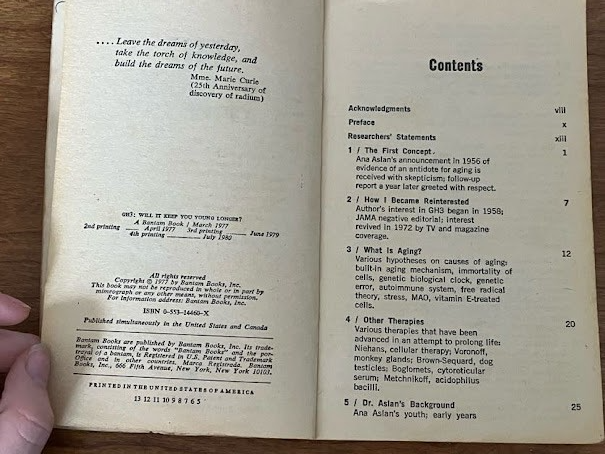 . . . . Leave the dreams of yesterday,
take the torch of knowledge, and
build the dreams of the future.
Mme. Marie Curie
(25th Anniversary of
discovery of radium)
GH3: WILL IT KEEP YOU YOUNG LONGER?
A Bantam Book / March 1977
2nd printing ____ April 1977 3rd printing ____ June 1979
4th printing ____ July 1980
All rights reserved
Copyright © 1977 by Bantam Books, Inc.
This book may not be reproduced in whole or in part by
mimeograph or any other means, without permission.
For information address: Bantam Books, Inc.
ISBN 0-553-14460-X
Published simultaneously in the United States and Canada
Bantam Books are published by Bantam Books, Inc. Its trade-
mark, consisting of the words "Bantam Books" and the por-
trayal of a bantam, is Registered in U.S. Patent and Trademark
Office and in other countries. Marca Registrada. Bantam
Books, Inc., 666 Fifth Avenue, New York, New York 10103.
PRINTED IN THE UNITED STATES OF AMERICA
13 12 11 10 9 8 7 6 5
Contents
Acknowledgments viii
Preface x
Researchers' Statements xiii
1 / The First Concept. 1
Ana Aslan's announcement in 1956 of
evidence of an antidote for aging is
received with skepticism; follow-up
report a year later greeted with respect.
2 / How I Became Reinterested 7
Author's interest in GH3 began in 1958;
JAMA negative editorial; interest
revived in 1972 by TV and magazine
coverage.
3 / What Is Aging? 12
Various hypotheses on causes of aging:
built-in aging mechanism, immortality of
cells, genetic biological clock, genetic
error, autoimmune system, free radical
theory, stress, MAO, vitamin E-treated
cells.
4 / Other Therapies 20
Various therapies that have been
advanced in an attempt to prolong life:
Niehans, cellular therapy; Voronoff,
monkey glands; Brown-Sequard, dog
testicles; Boglomets, cytoreticular
serum; Metchnikoff, acidophilus
bacilli.
5 / Dr. Aslan's Background 25
Ana Aslan's youth; early years